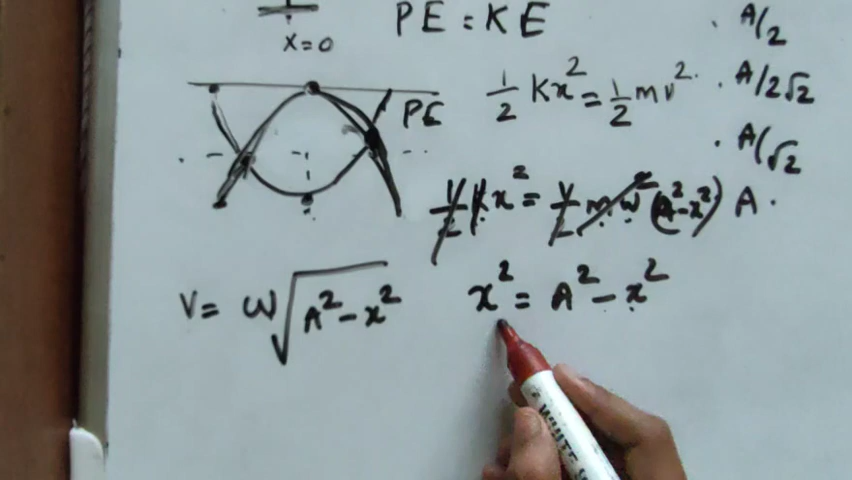 PE = KE
x=0
. A/2
1/2 Kx² = 1/2 mv²
. A/2√2
PE
. A/√2
1/2 Kx² = 1/2 mω²(A²-x²)
A .
V = ω√A²-x²
x² = A² - x²
WHITE